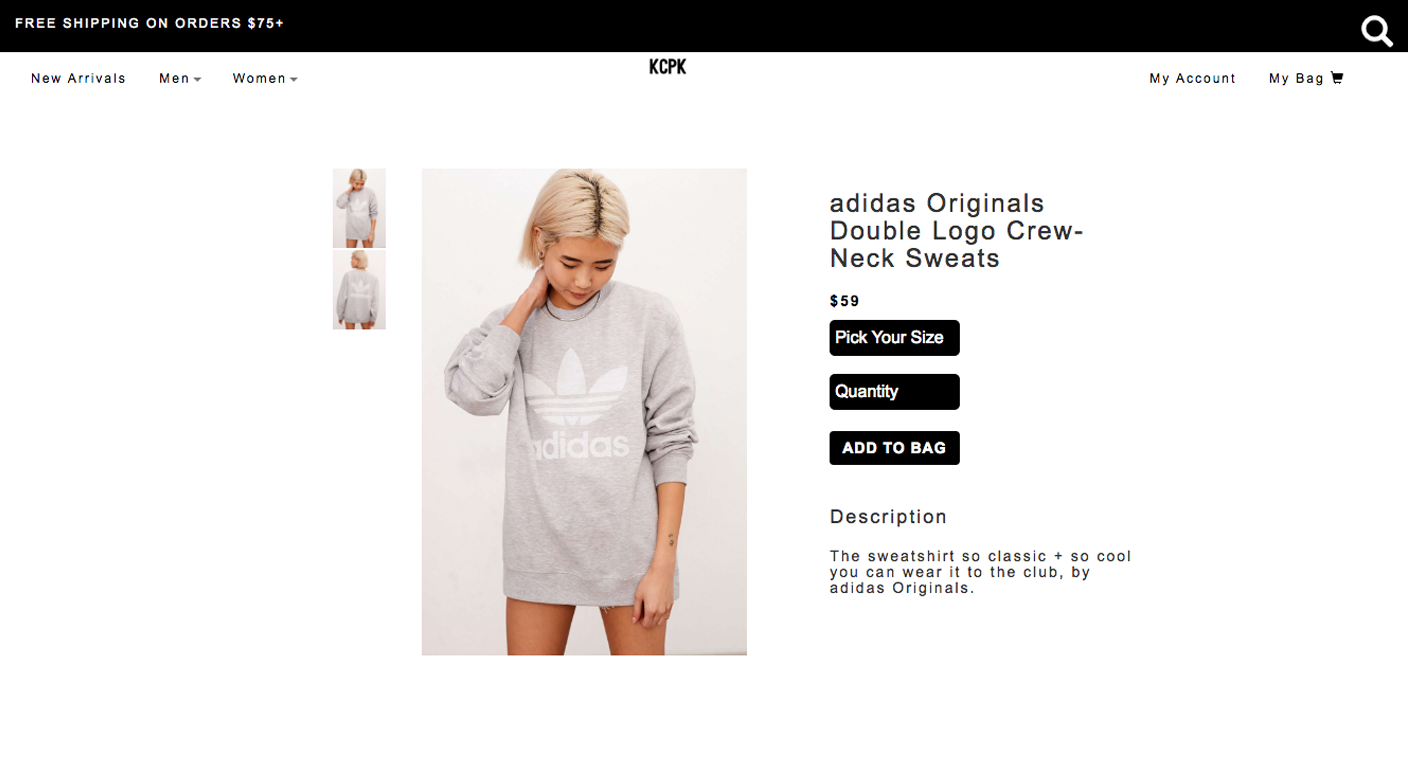 FREE SHIPPING ON ORDERS $75+
New Arrivals
Men
Women
KCPK
My Account
My Bag
adidas
adidas Originals
Double Logo Crew-
Neck Sweats
$59
Pick Your Size
Quantity
ADD TO BAG
Description
The sweatshirt so classic + so cool
you can wear it to the club, by
adidas Originals.